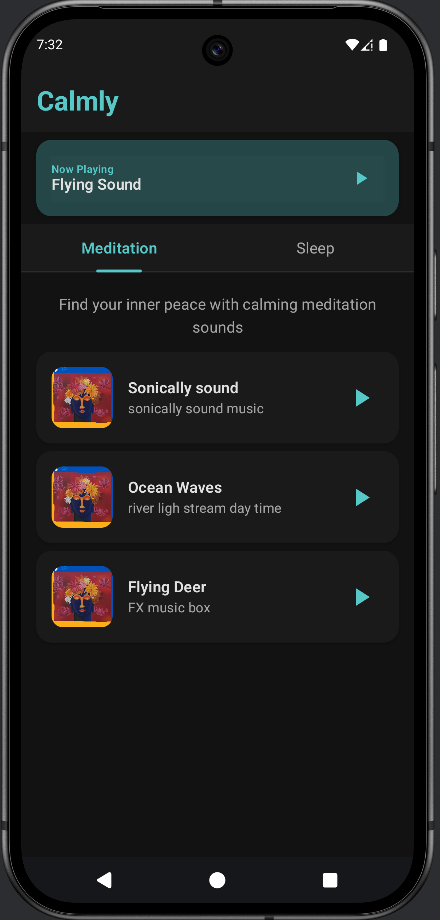 7:32
Calmly
Now Playing
Flying Sound
Meditation
Sleep
Find your inner peace with calming meditation
sounds
Sonically sound
sonically sound music
Ocean Waves
river ligh stream day time
Flying Deer
FX music box